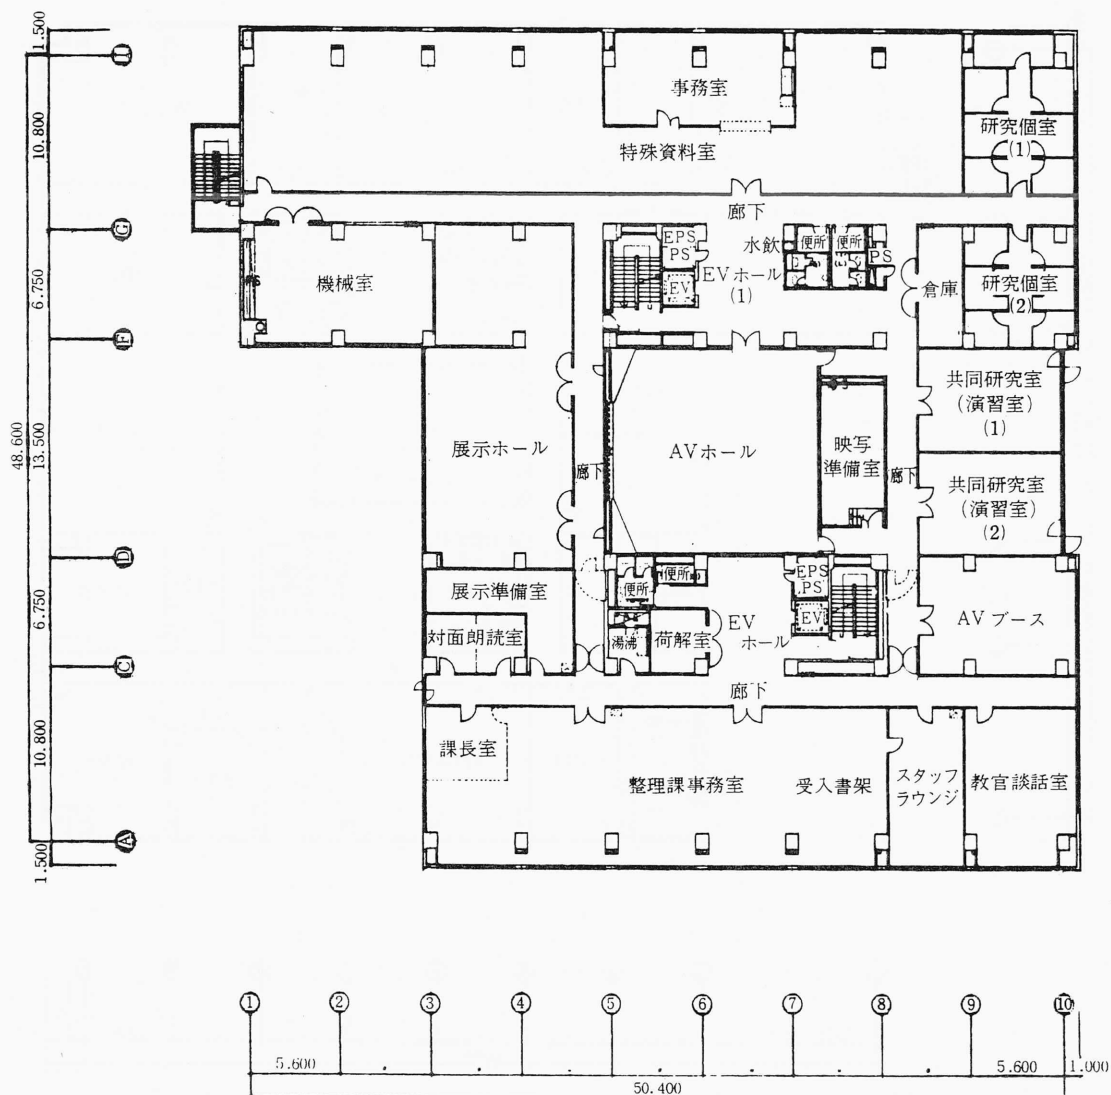 1.500
I
事務室
10.800
研究個室
(1)
特殊資料室
廊下
G
EPS
PS
水飲
便所
便所
PS
機械室
EV
EVホール
(1)
倉庫
研究個室
(2)
6.750
F
共同研究室
(演習室)
(1)
48.600
13.500
展示ホール
廊下
AVホール
映写
準備室
廊下
共同研究室
(演習室)
(2)
D
展示準備室
便所
便所
EPS
PS
6.750
対面朗読室
湯沸
荷解室
EV
ホール
EV
AVブース
C
廊下
10.800
課長室
整理課事務室
受入書架
スタッフ
ラウンジ
教官談話室
A
1.500
1
2
3
4
5
6
7
8
9
10
5.600
5.600
1.000
50.400